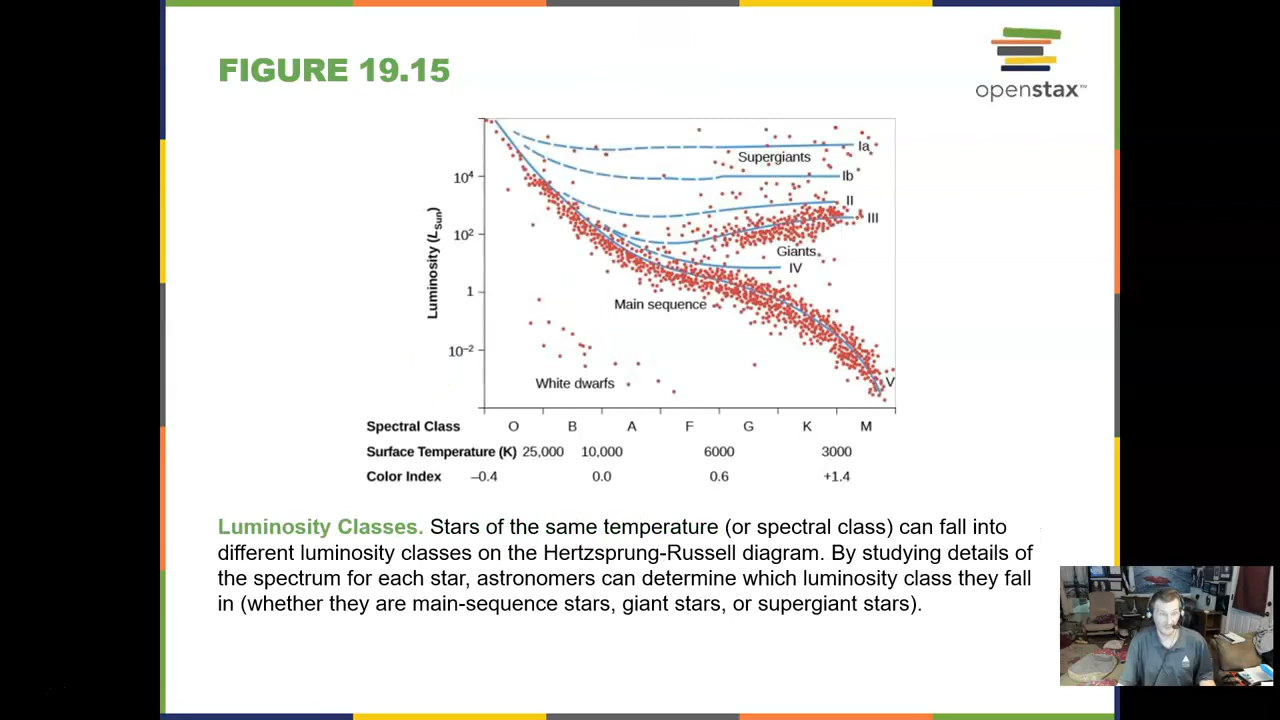 FIGURE 19.15
openstax™
Ia
Supergiants
Ib
10⁴
II
III
Luminosity (Lsun)
10²
Giants
IV
1
Main sequence
10⁻²
White dwarfs
V
Spectral Class O B A F G K M
Surface Temperature (K) 25,000 10,000 6000 3000
Color Index –0.4 0.0 0.6 +1.4
Luminosity Classes. Stars of the same temperature (or spectral class) can fall into
different luminosity classes on the Hertzsprung-Russell diagram. By studying details of
the spectrum for each star, astronomers can determine which luminosity class they fall
in (whether they are main-sequence stars, giant stars, or supergiant stars).